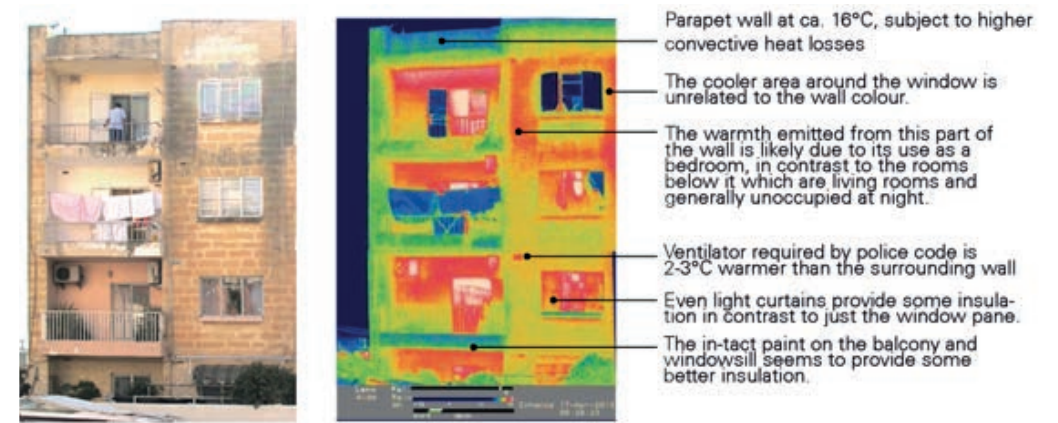 Parapet wall at ca. 16°C, subject to higher
convective heat losses
The cooler area around the window is
unrelated to the wall colour.
The warmth emitted from this part of
the wall is likely due to its use as a
bedroom, in contrast to the rooms
below it which are living rooms and
generally unoccupied at night.
Ventilator required by police code is
2-3°C warmer than the surrounding wall
Even light curtains provide some insula-
tion in contrast to just the window pane.
The in-tact paint on the balcony and
windowsill seems to provide some
better insulation.